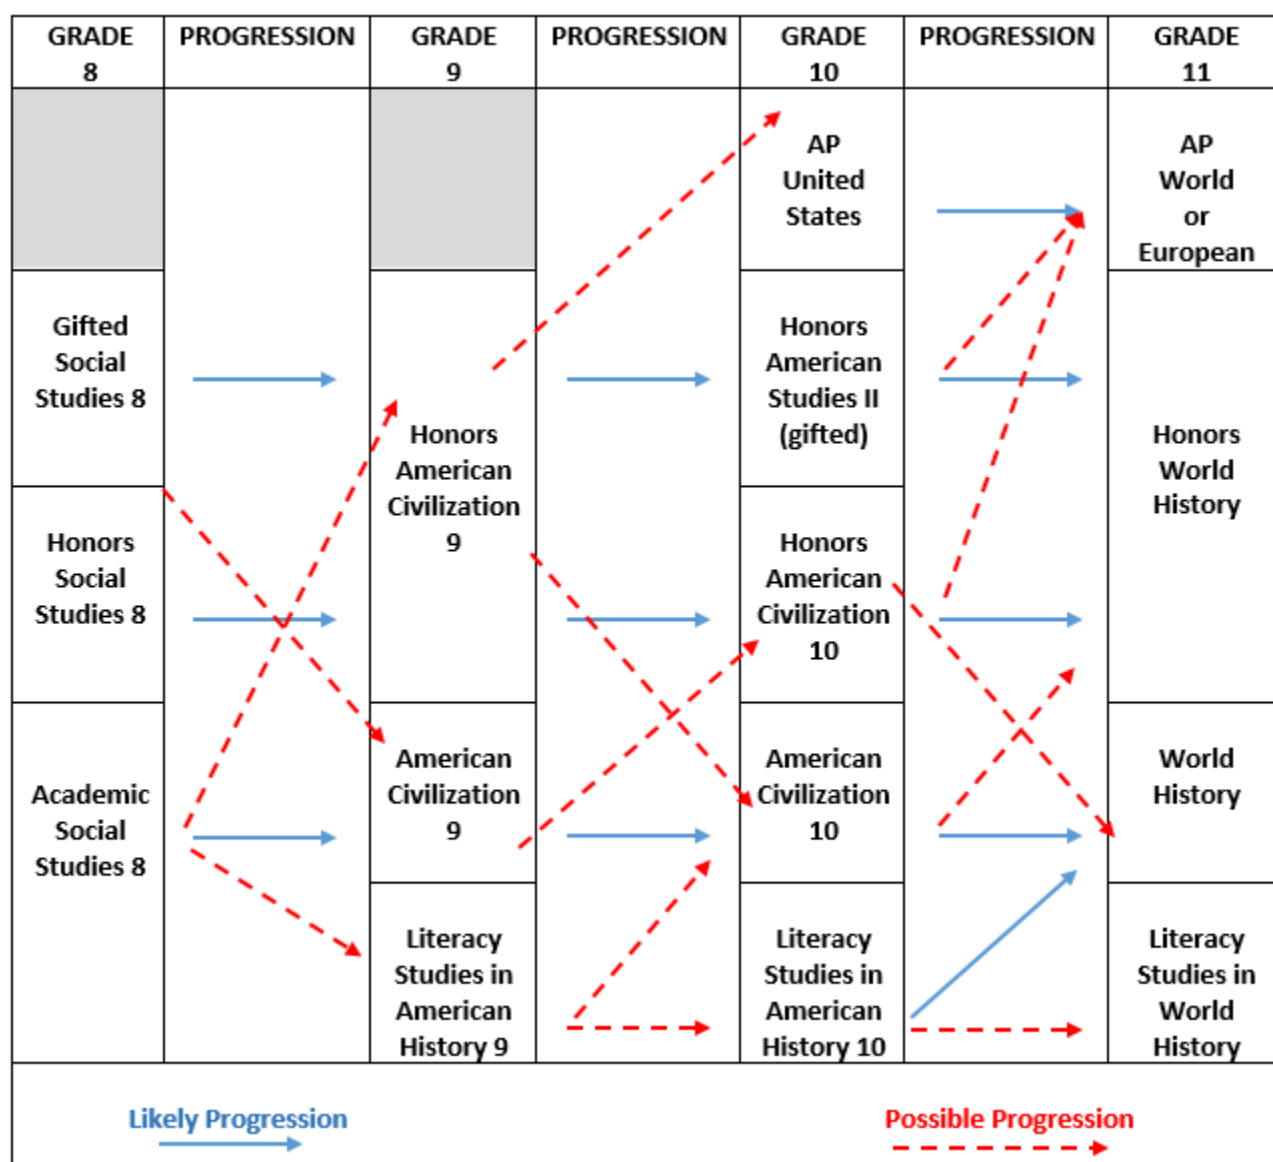 GRADE
8
PROGRESSION
GRADE
9
PROGRESSION
GRADE
10
PROGRESSION
GRADE
11
AP
United
States
AP
World
or
European
Gifted
Social
Studies 8
Honors
American
Civilization
9
Honors
American
Studies II
(gifted)
Honors
World
History
Honors
Social
Studies 8
Honors
American
Civilization
10
Academic
Social
Studies 8
American
Civilization
9
American
Civilization
10
World
History
Literacy
Studies in
American
History 9
Literacy
Studies in
American
History 10
Literacy
Studies in
World
History
Likely Progression
Possible Progression